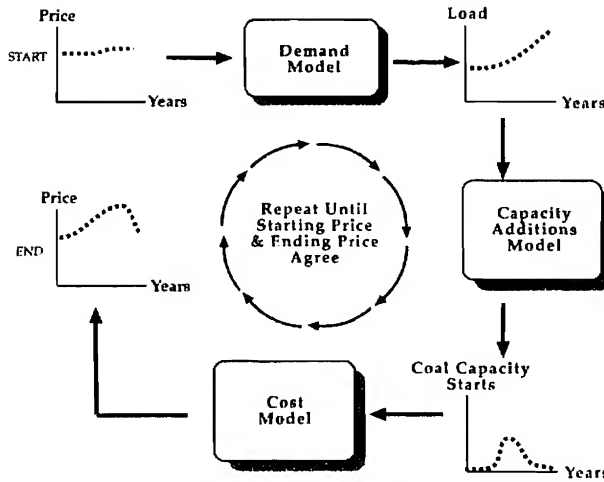 Price
START
Years
Demand
Model
Load
Years
Price
END
Years
Repeat Until
Starting Price
& Ending Price
Agree
Capacity
Additions
Model
Cost
Model
Coal Capacity
Starts
Years